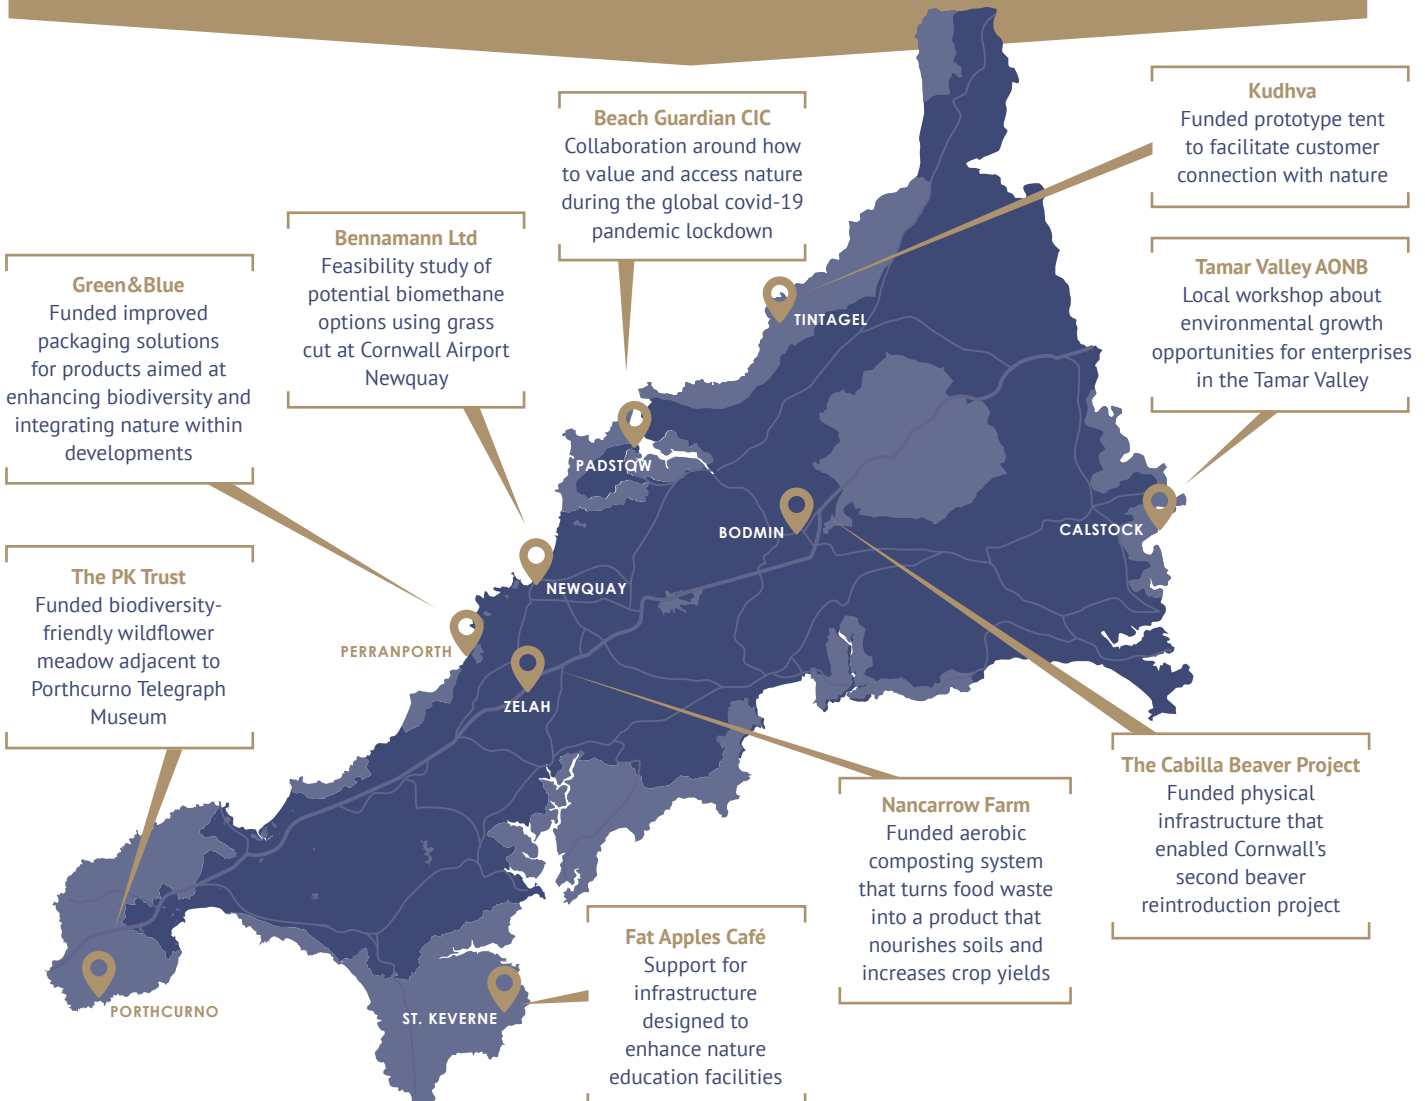 Beach Guardian CIC
Collaboration around how
to value and access nature
during the global covid-19
pandemic lockdown
Kudhva
Funded prototype tent
to facilitate customer
connection with nature
Bennamann Ltd
Feasibility study of
potential biomethane
options using grass
cut at Cornwall Airport
Newquay
Green&Blue
Funded improved
packaging solutions
for products aimed at
enhancing biodiversity and
integrating nature within
developments
Tamar Valley AONB
Local workshop about
environmental growth
opportunities for enterprises
in the Tamar Valley
TINTAGEL
PADSTOW
BODMIN
CALSTOCK
NEWQUAY
PERRANPORTH
ZELAH
The PK Trust
Funded biodiversity-
friendly wildflower
meadow adjacent to
Porthcurno Telegraph
Museum
The Cabilla Beaver Project
Funded physical
infrastructure that
enabled Cornwall's
second beaver
reintroduction project
Nancarrow Farm
Funded aerobic
composting system
that turns food waste
into a product that
nourishes soils and
increases crop yields
Fat Apples Café
Support for
infrastructure
designed to
enhance nature
education facilities
PORTHCURNO
ST. KEVERNE